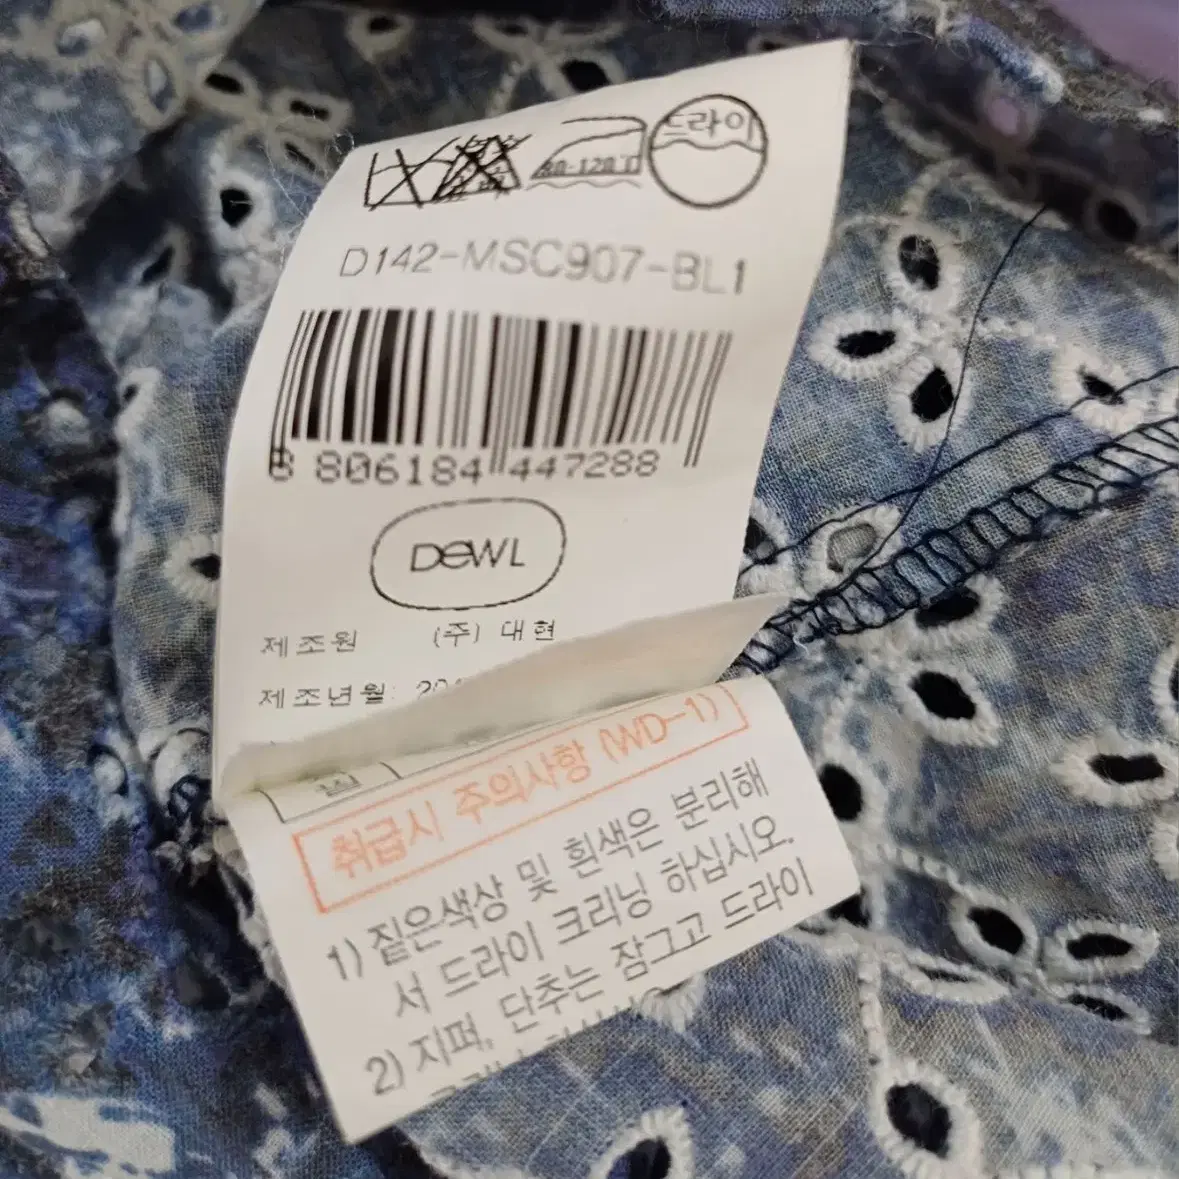 80-120℃
드라이
D142-MSC907-BL1
8 806184 447288
DEWL
제조원 (주) 대현
제조년월:
취급시 주의사항 (WD-1)
1) 짙은색상 및 흰색은 분리해
서 드라이 크리닝 하십시오.
2) 지퍼, 단추는 잠그고 드라이